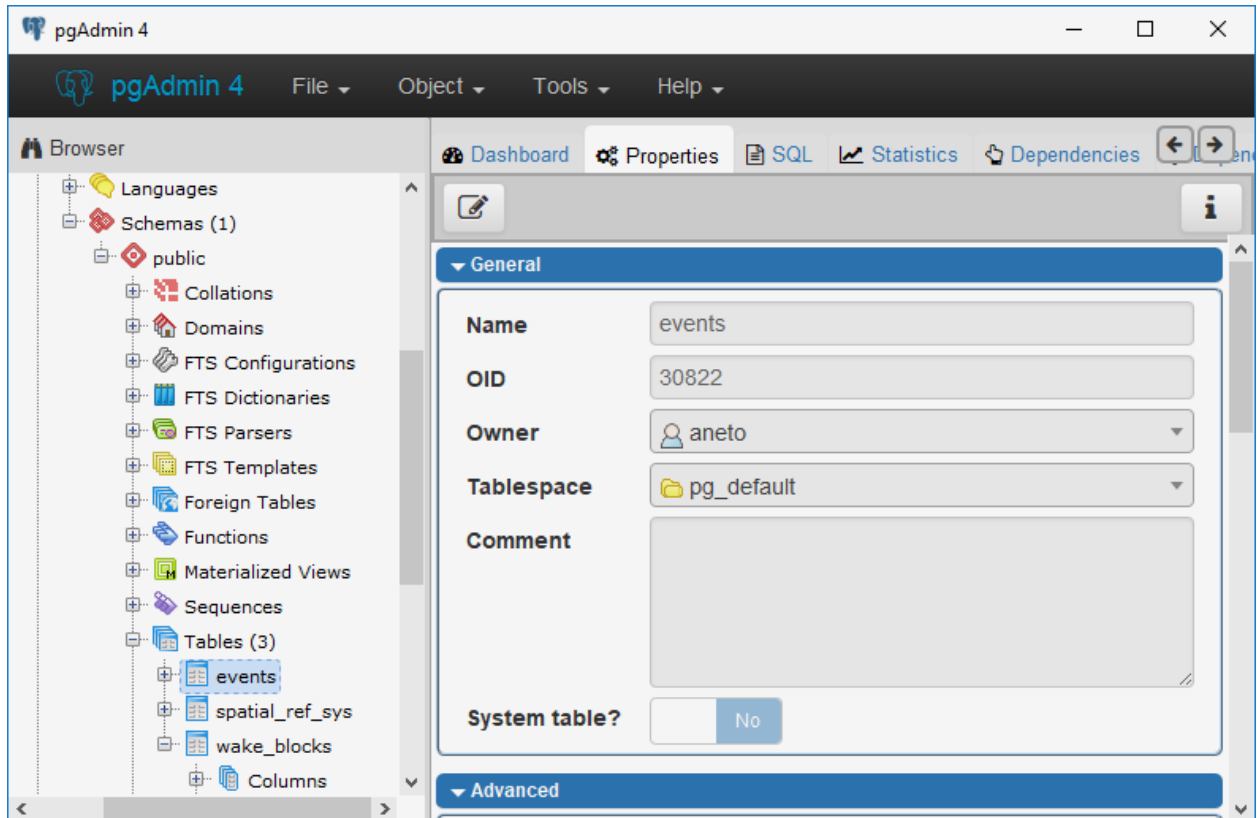 pgAdmin 4
pgAdmin 4 File Object Tools Help
Browser
Languages
Schemas (1)
public
Collations
Domains
FTS Configurations
FTS Dictionaries
FTS Parsers
FTS Templates
Foreign Tables
Functions
Materialized Views
Sequences
Tables (3)
events
spatial_ref_sys
wake_blocks
Columns
Dashboard Properties SQL Statistics Dependencies
General
Name events
OID 30822
Owner aneto
Tablespace pg_default
Comment
System table? No
Advanced